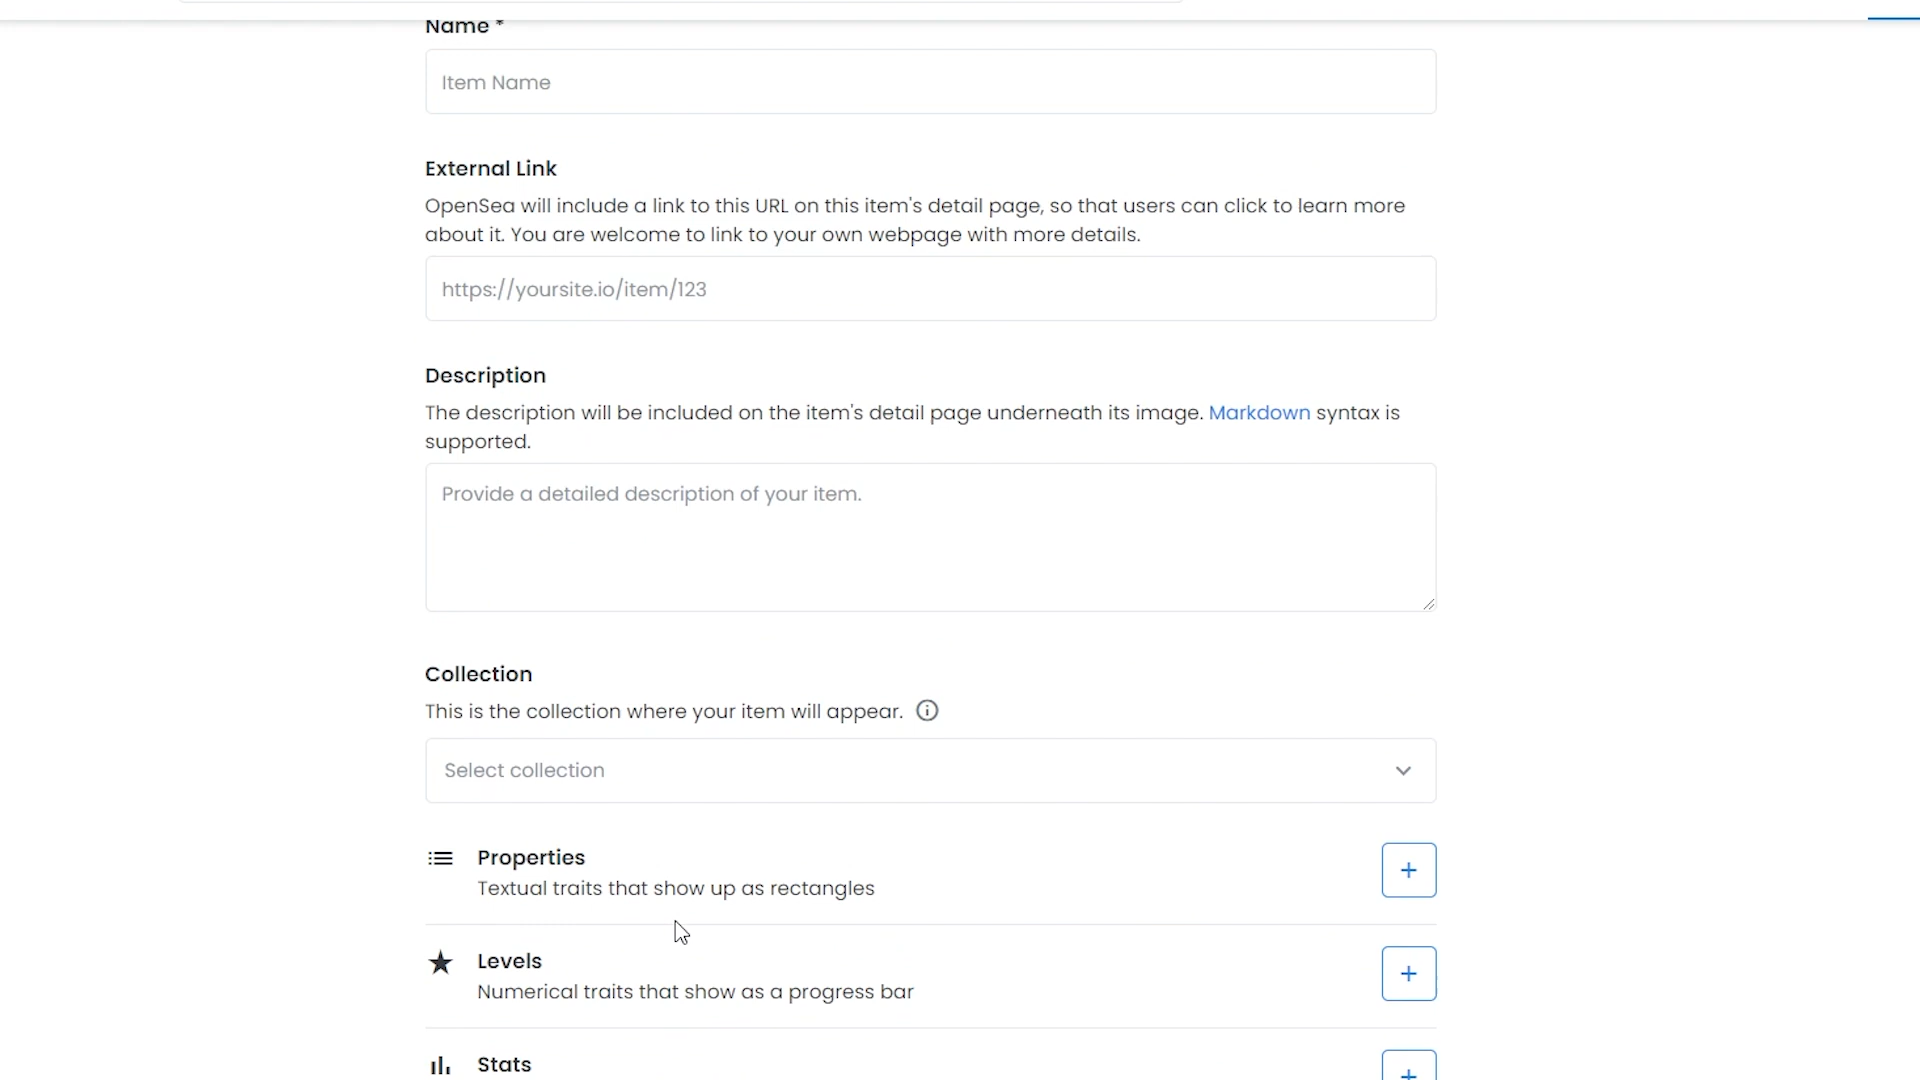 Name *
Item Name
External Link
OpenSea will include a link to this URL on this item's detail page, so that users can click to learn more
about it. You are welcome to link to your own webpage with more details.
https://yoursite.io/item/123
Description
The description will be included on the item's detail page underneath its image. Markdown syntax is
supported.
Provide a detailed description of your item.
Collection
This is the collection where your item will appear.
Select collection
Properties
Textual traits that show up as rectangles
Levels
Numerical traits that show as a progress bar
Stats